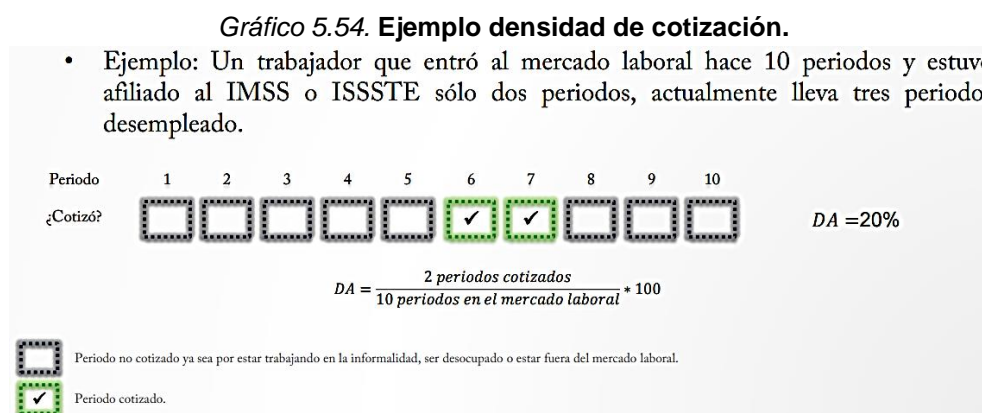 Gráfico 5.54. Ejemplo densidad de cotización.
• Ejemplo: Un trabajador que entró al mercado laboral hace 10 periodos y estuv
afiliado al IMSS o ISSSTE sólo dos periodos, actualmente lleva tres periodo
desempleado.
Periodo 1 2 3 4 5 6 7 8 9 10
¿Cotizó? ✓ ✓ DA =20%
DA = 2 periodos cotizados / 10 periodos en el mercado laboral * 100
Periodo no cotizado ya sea por estar trabajando en la informalidad, ser desocupado o estar fuera del mercado laboral.
✓ Periodo cotizado.